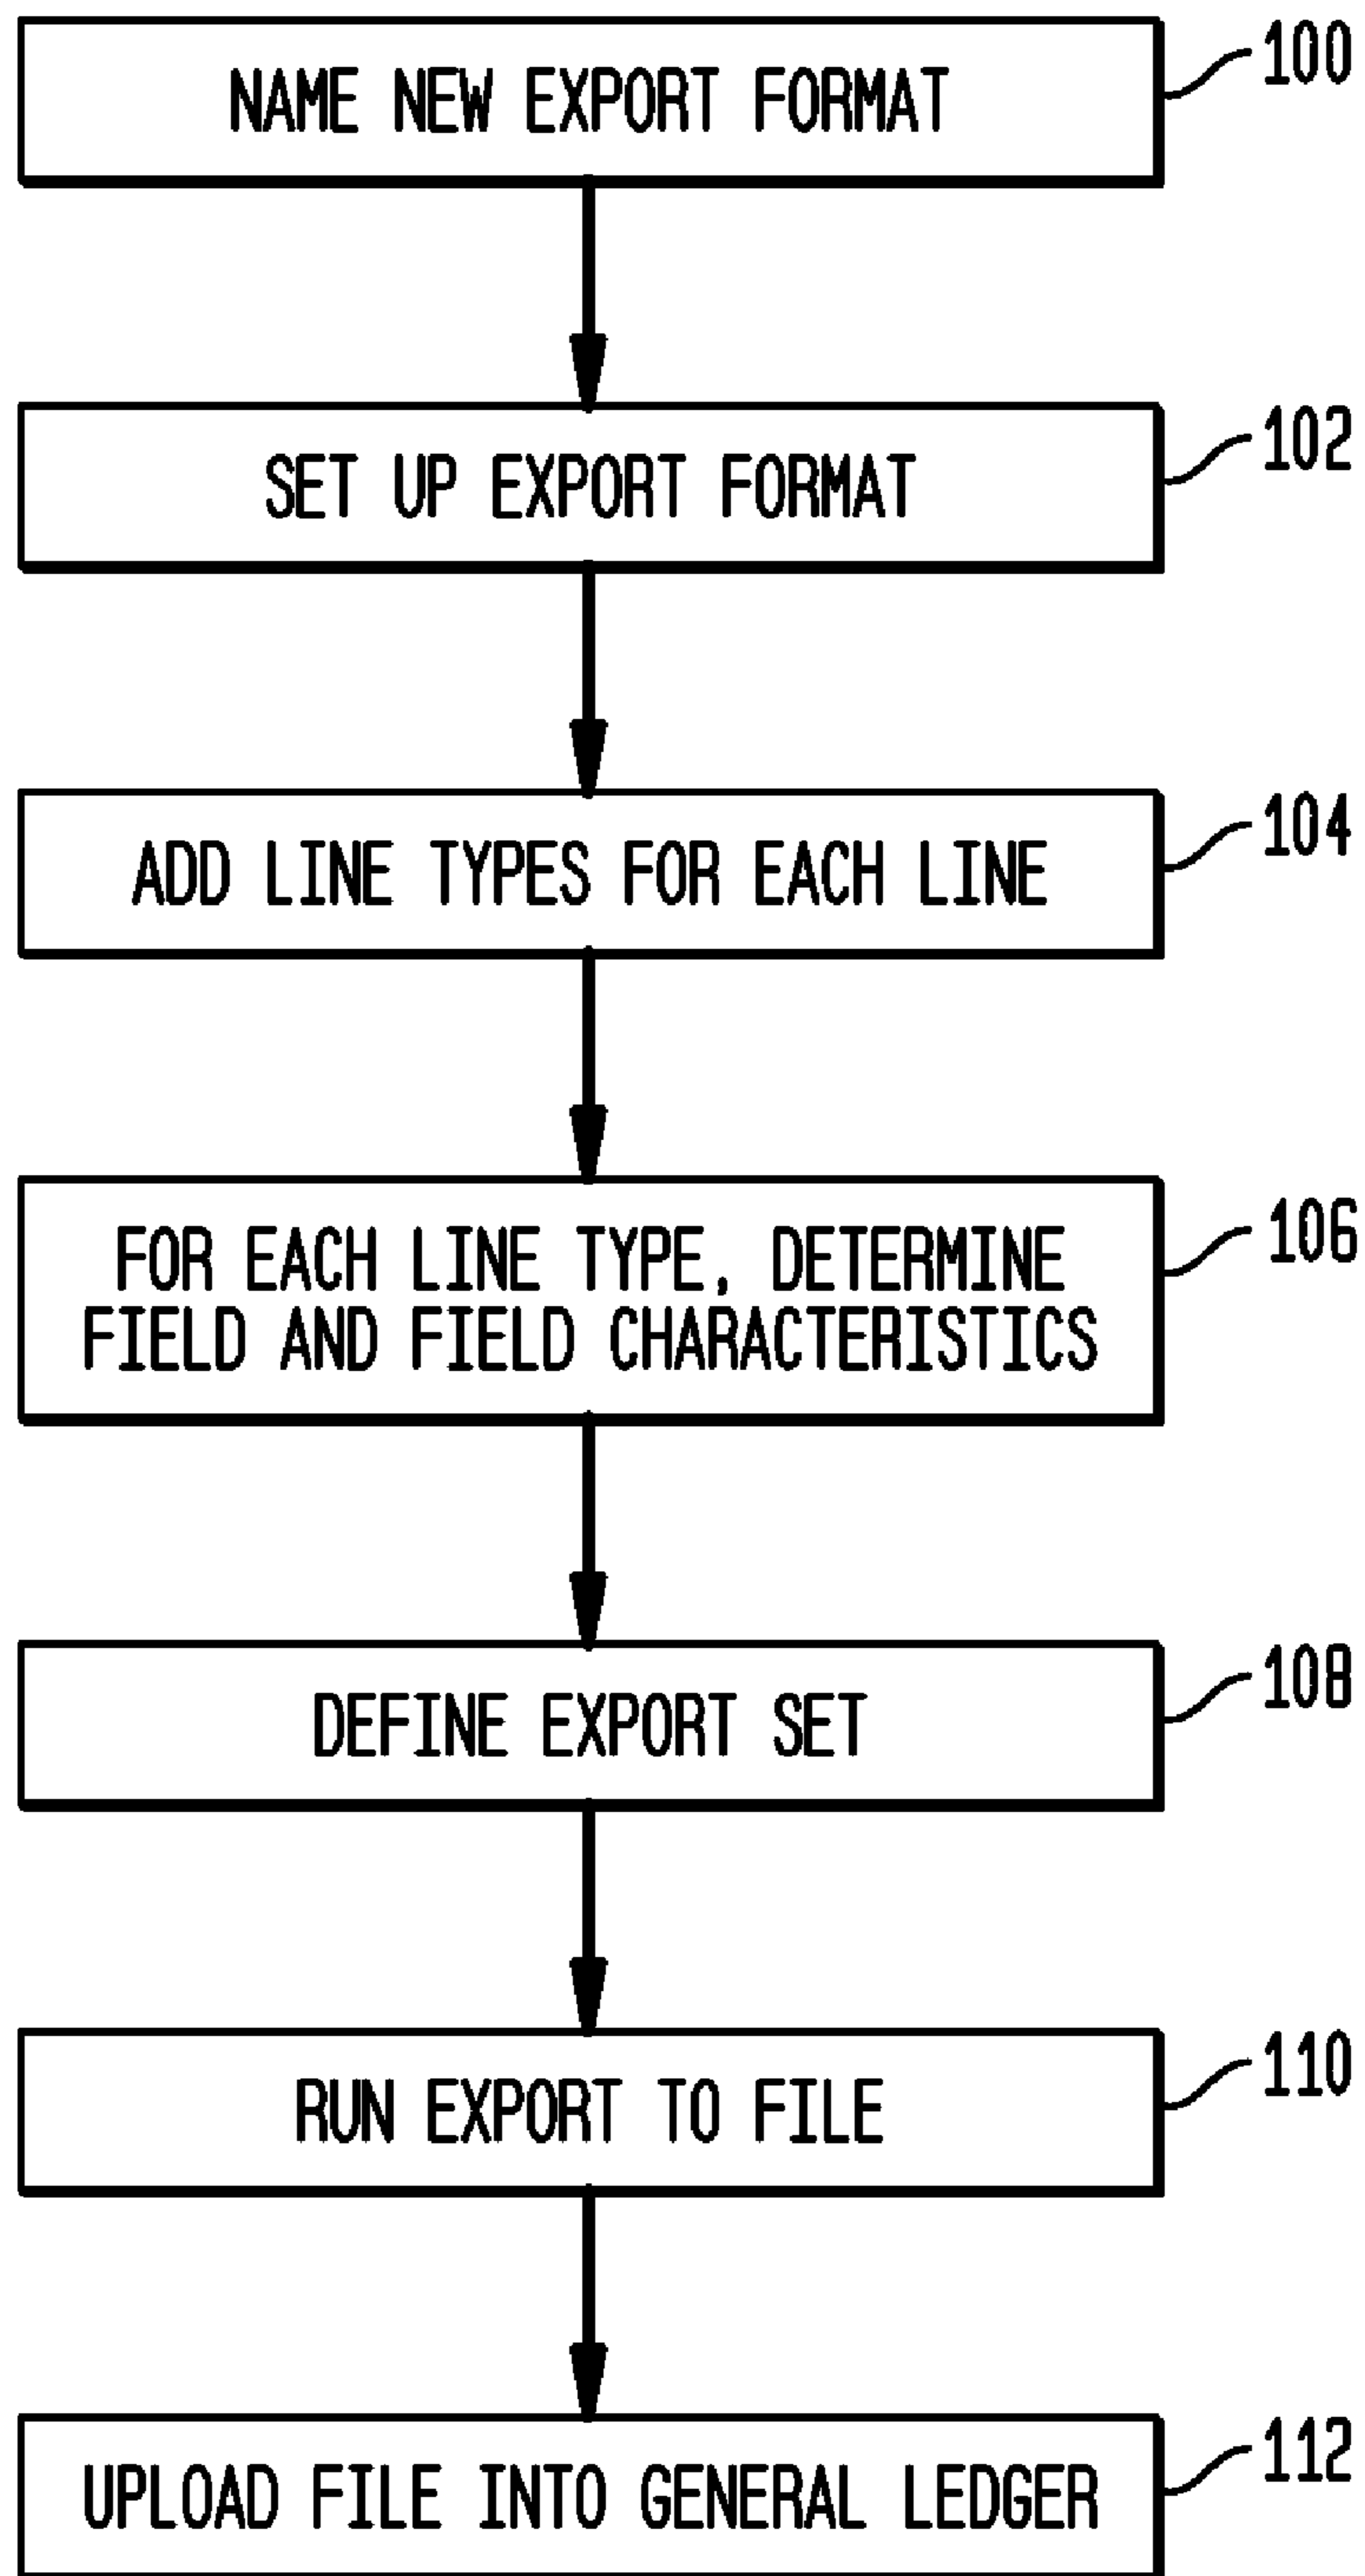 NAME NEW EXPORT FORMAT
100
SET UP EXPORT FORMAT
102
ADD LINE TYPES FOR EACH LINE
104
FOR EACH LINE TYPE, DETERMINE
FIELD AND FIELD CHARACTERISTICS
106
DEFINE EXPORT SET
108
RUN EXPORT TO FILE
110
UPLOAD FILE INTO GENERAL LEDGER
112